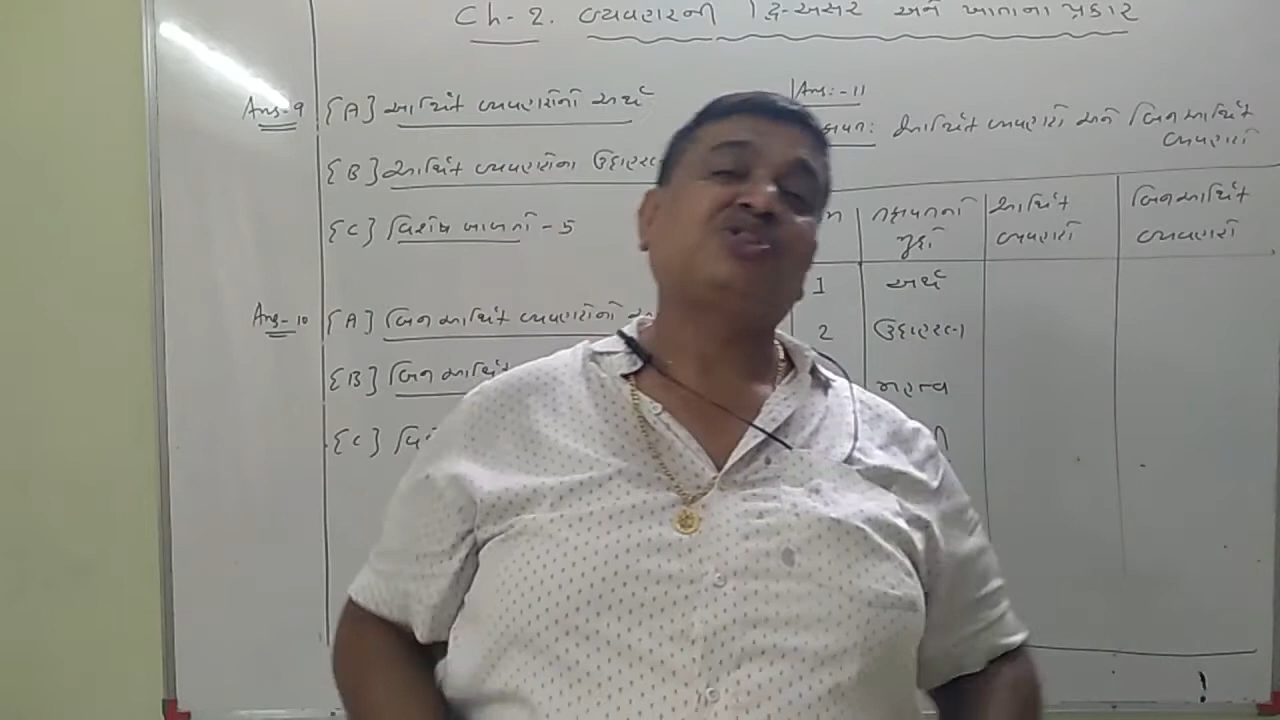 Ch-2. વ્યવહારની દ્વિ-અસર અને ખાતાના પ્રકાર
Ans-9 {A} આર્થિક વ્યવહારોનો અર્થ
{B} આર્થિક વ્યવહારોના ઉદાહરણ
{C} વિશેષ બાબતો - 5
Ans-10 {A} બિનઆર્થિક વ્યવહારોનો
{B} બિનઆર્થિક
{C}
Ans:-11
તફાવત: આર્થિક વ્યવહારો અને બિનઆર્થિક
વ્યવહારો
તફાવતના મુદ્દા
આર્થિક વ્યવહારો
બિનઆર્થિક વ્યવહારો
1 અર્થ
2 ઉદાહરણ
મહત્વ